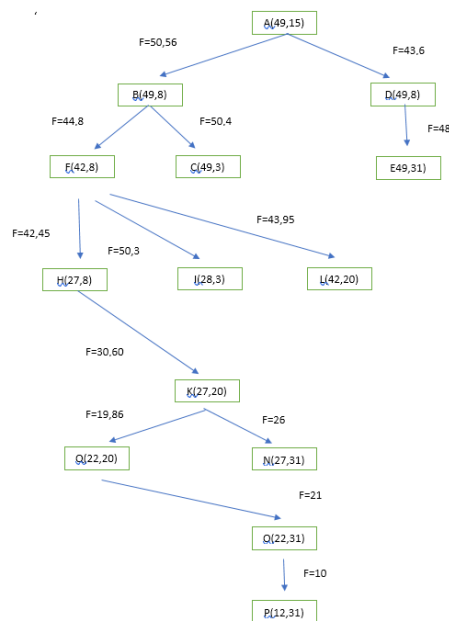 A(49,15)
F=50,56
F=43,6
B(49,8)
D(49,8)
F=44,8
F=50,4
F=48
F(42,8)
C(49,3)
E49,31)
F=43,95
F=42,45
F=50,3
H(27,8)
J(28,3)
L(42,20)
F=30,60
K(27,20)
F=19,86
F=26
O(22,20)
N(27,31)
F=21
Q(22,31)
F=10
P(12,31)